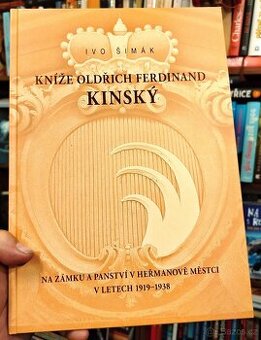 IVO ŠIMÁK
KNÍŽE OLDŘICH FERDINAND
KINSKÝ
NA ZÁMKU A PANSTVÍ V HEŘMANOVĚ MĚSTCI
V LETECH 1919–1938